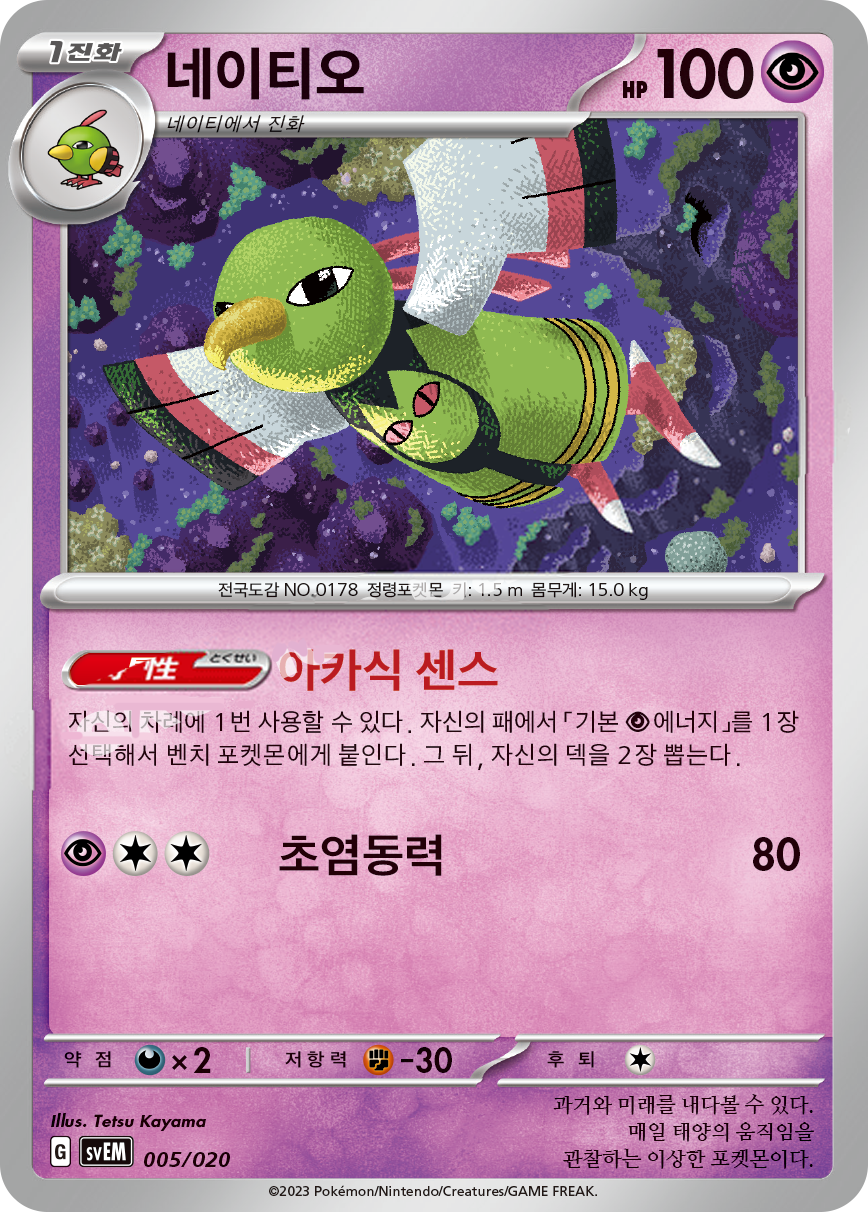 1진화
네이티오
HP 100
네이티에서 진화
전국도감 NO.0178 정령포켓몬 키: 1.5 m 몸무게: 15.0 kg
とくせい
아카식 센스
자신의 차례에 1번 사용할 수 있다. 자신의 패에서 「기본 에너지」를 1장
선택해서 벤치 포켓몬에게 붙인다. 그 뒤, 자신의 덱을 2장 뽑는다.
초염동력 80
약점 ×2 저항력 -30 후퇴
Illus. Tetsu Kayama
과거와 미래를 내다볼 수 있다.
매일 태양의 움직임을
관찰하는 이상한 포켓몬이다.
G svEM 005/020
©2023 Pokémon/Nintendo/Creatures/GAME FREAK.